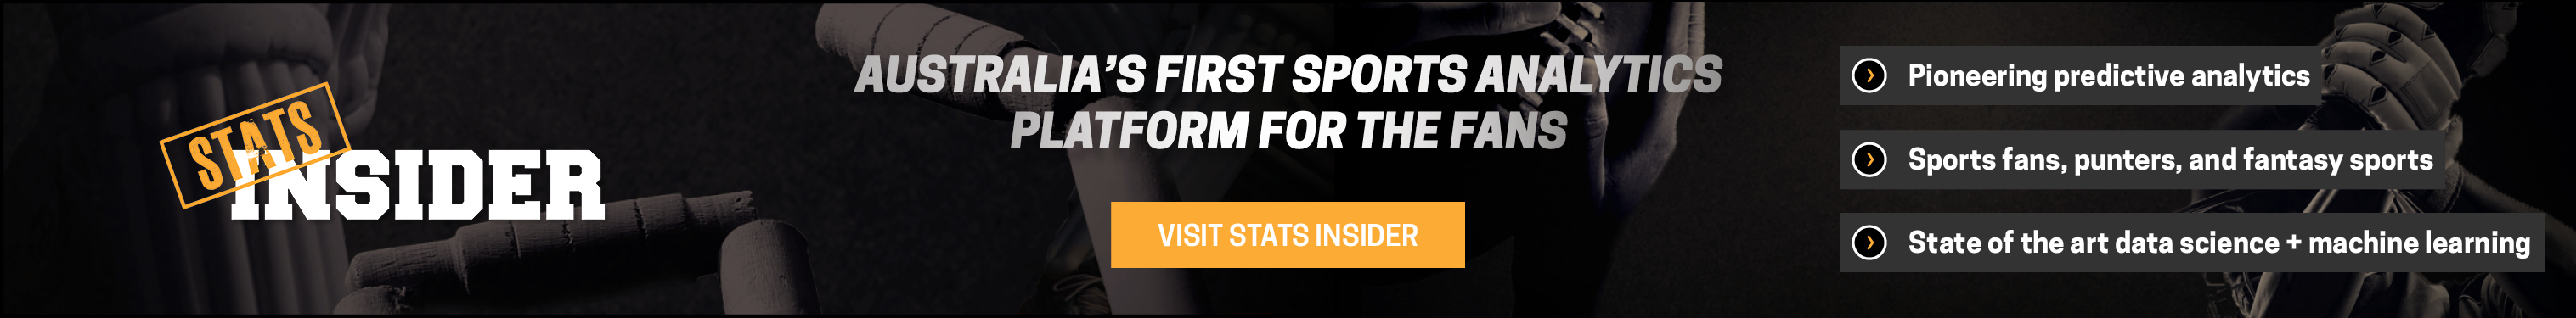 STATS
INSIDER
AUSTRALIA'S FIRST SPORTS ANALYTICS
PLATFORM FOR THE FANS
VISIT STATS INSIDER
Pioneering predictive analytics
Sports fans, punters, and fantasy sports
State of the art data science + machine learning